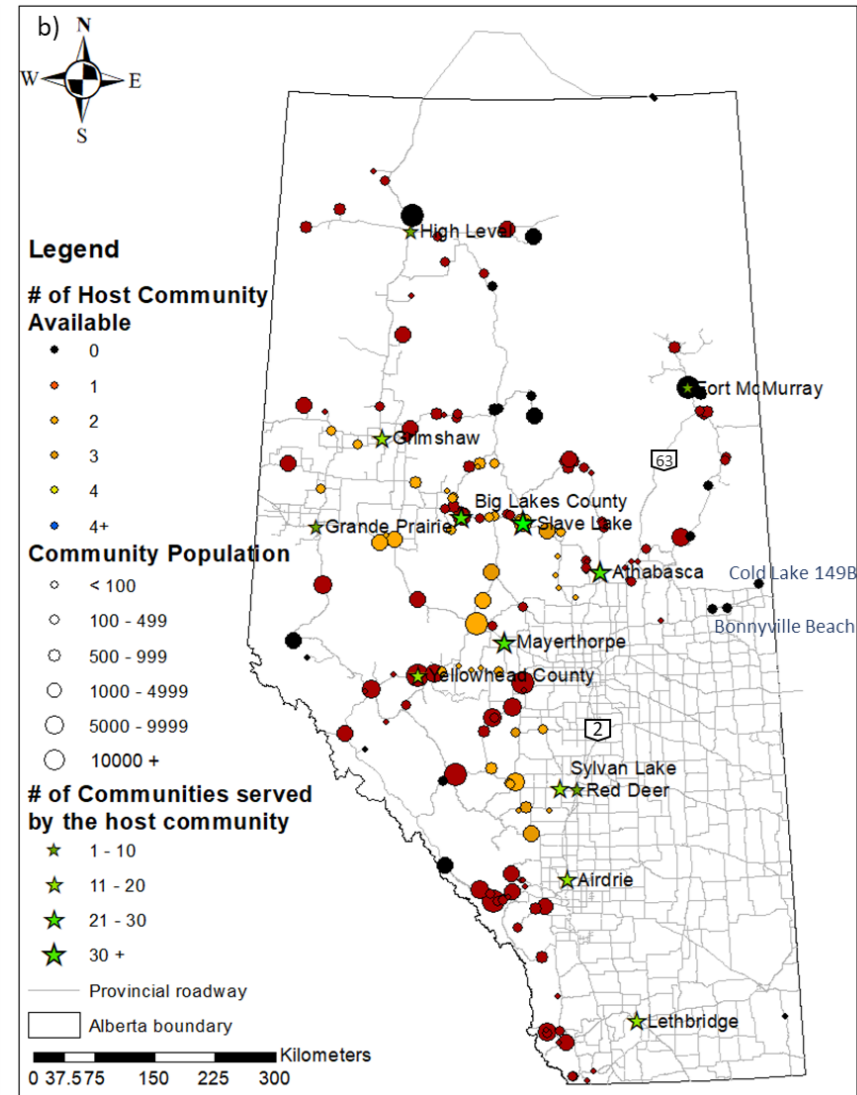 b)
N
W
E
S
High Level
Legend
# of Host Community
Available
0
1
2
3
4
4+
Community Population
< 100
100 - 499
500 - 999
1000 - 4999
5000 - 9999
10000 +
# of Communities served
by the host community
1 - 10
11 - 20
21 - 30
30 +
Provincial roadway
Alberta boundary
Kilometers
0 37.575 150 225 300
Fort McMurray
Grimshaw
63
Big Lakes County
Grande Prairie
Slave Lake
Athabasca
Cold Lake 149B
Bonnyville Beach
Mayerthorpe
Yellowhead County
2
Sylvan Lake
Red Deer
Airdrie
Lethbridge